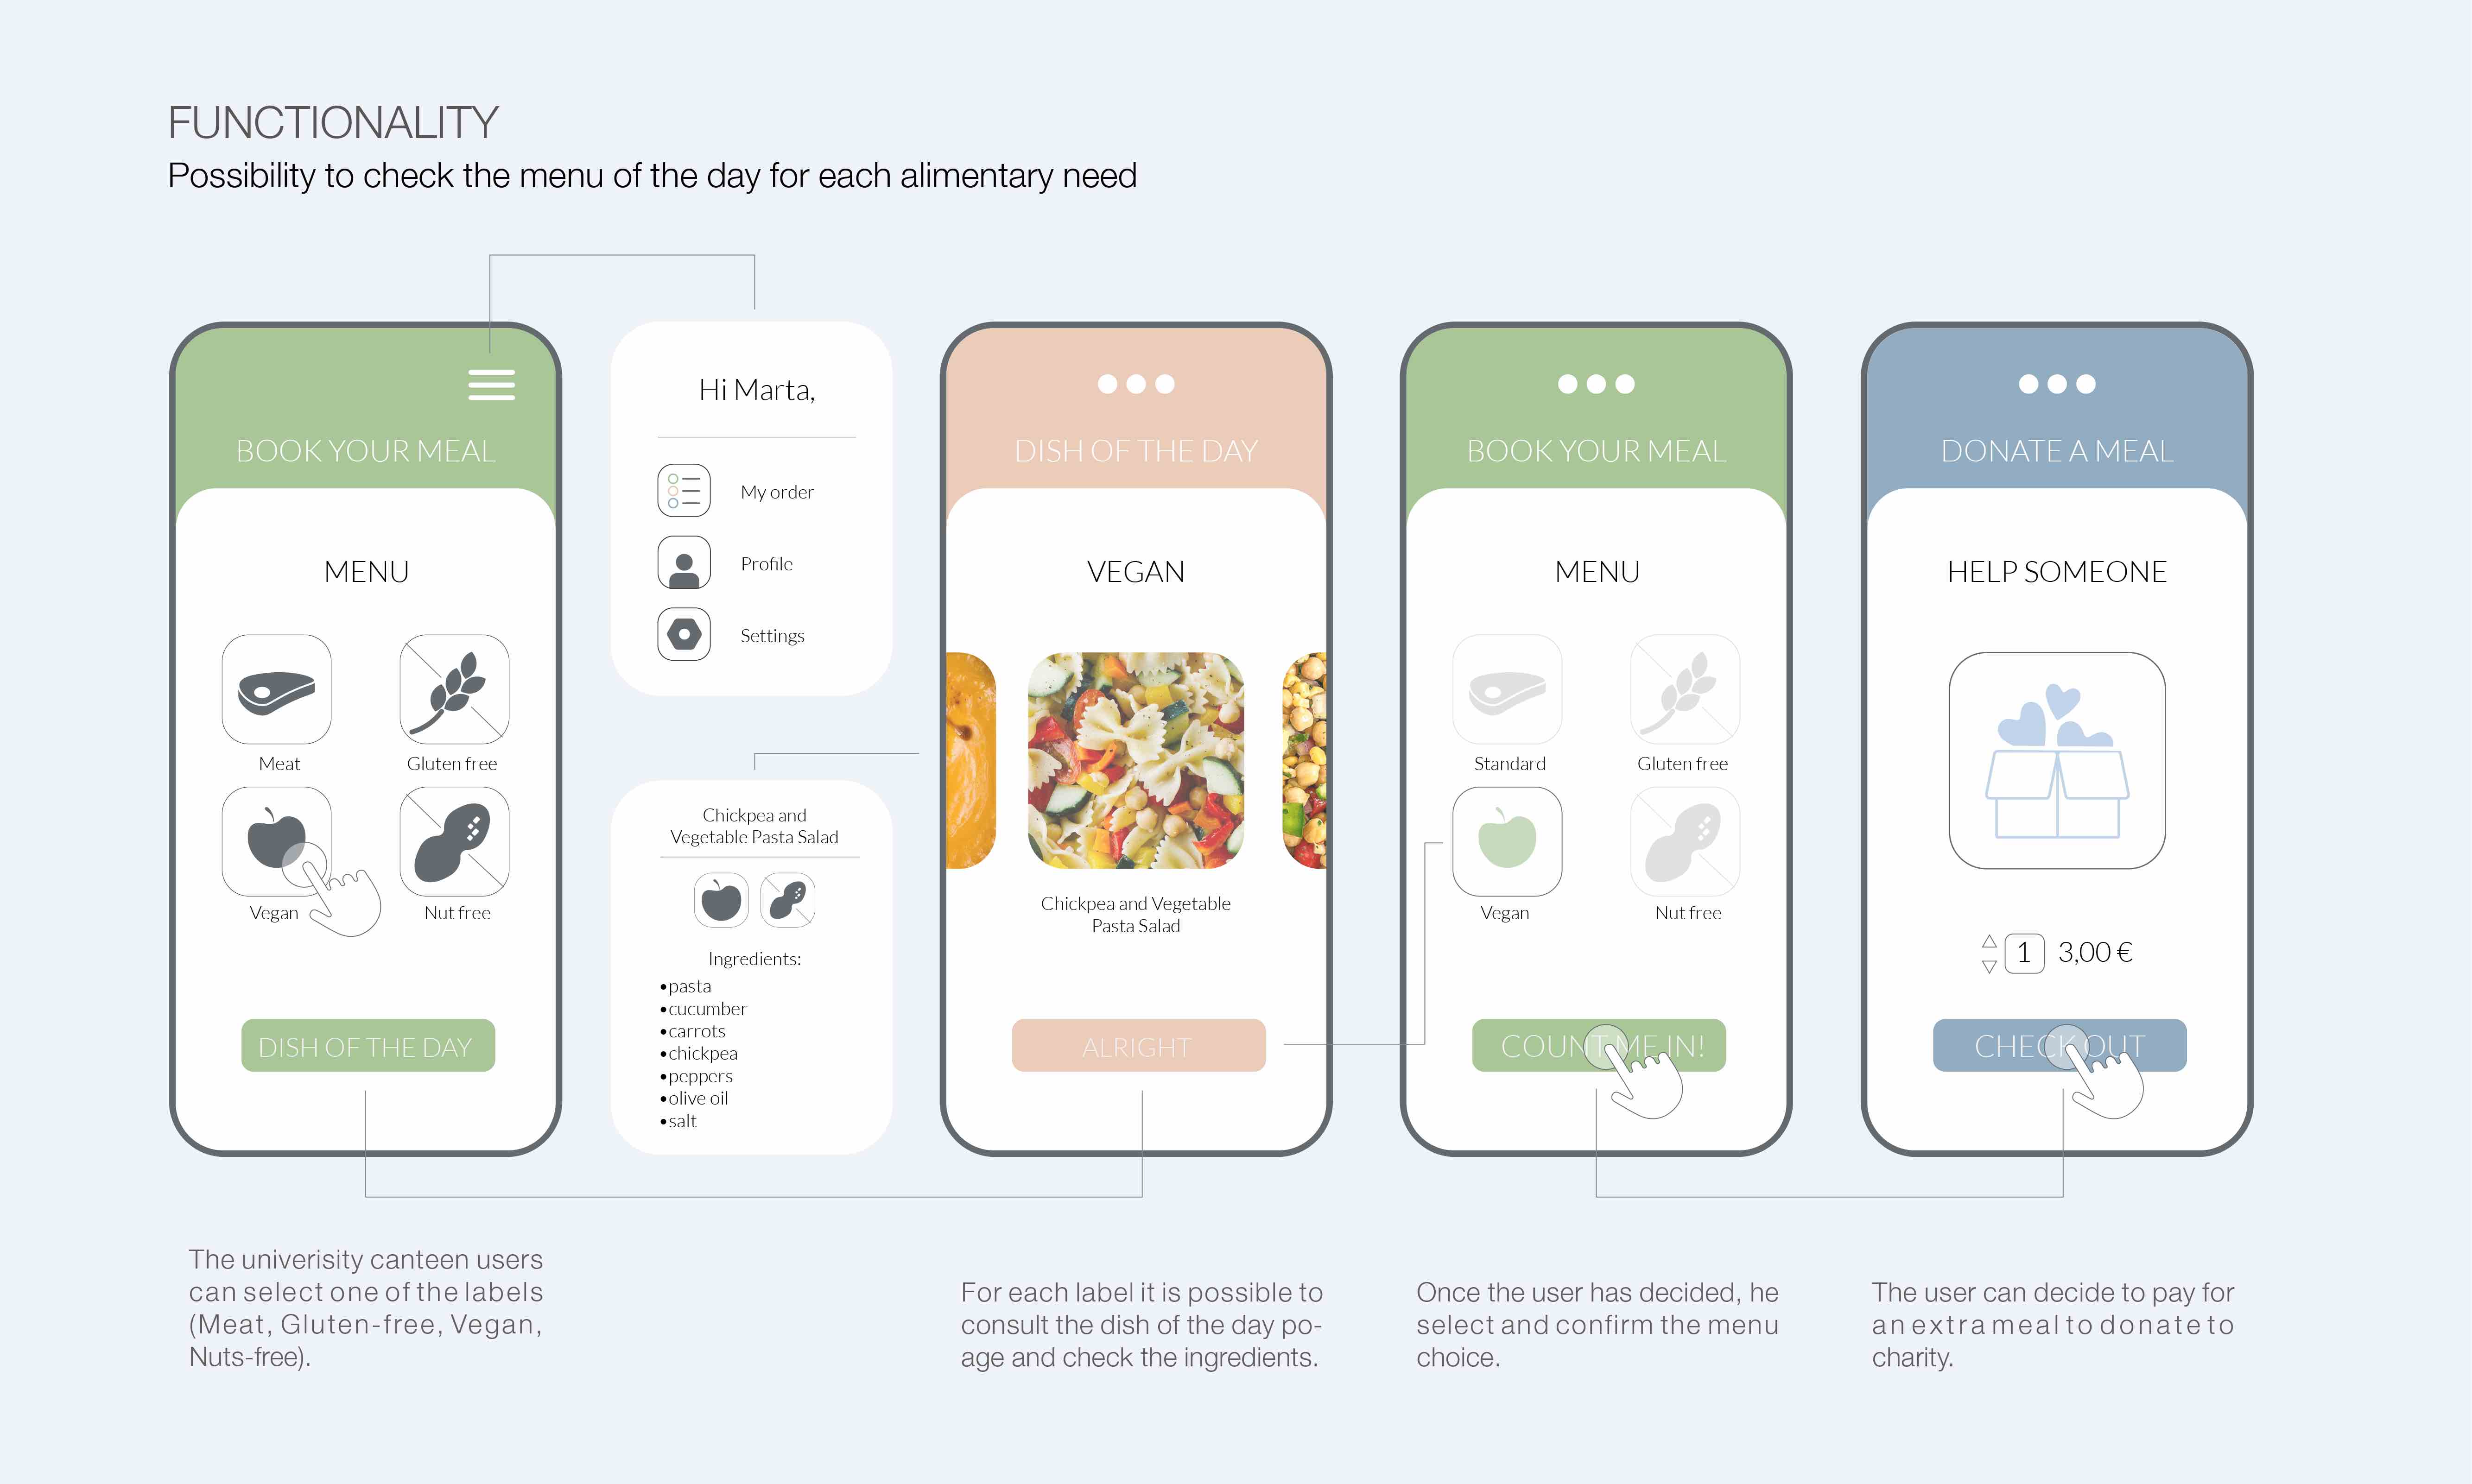 FUNCTIONALITY
Possibility to check the menu of the day for each alimentary need
BOOK YOUR MEAL
MENU
Meat
Gluten free
Vegan
Nut free
DISH OF THE DAY
Hi Marta,
My order
Profile
Settings
Chickpea and
Vegetable Pasta Salad
Ingredients:
•pasta
•cucumber
•carrots
•chickpea
•peppers
•olive oil
•salt
DISH OF THE DAY
VEGAN
Chickpea and Vegetable
Pasta Salad
ALRIGHT
BOOK YOUR MEAL
MENU
Standard
Gluten free
Vegan
Nut free
COUNT ME IN!
DONATE A MEAL
HELP SOMEONE
1 3,00 €
CHECK OUT
The univerisity canteen users
can select one of the labels
(Meat, Gluten-free, Vegan,
Nuts-free).
For each label it is possible to
consult the dish of the day po-
age and check the ingredients.
Once the user has decided, he
select and confirm the menu
choice.
The user can decide to pay for
an extra meal to donate to
charity.